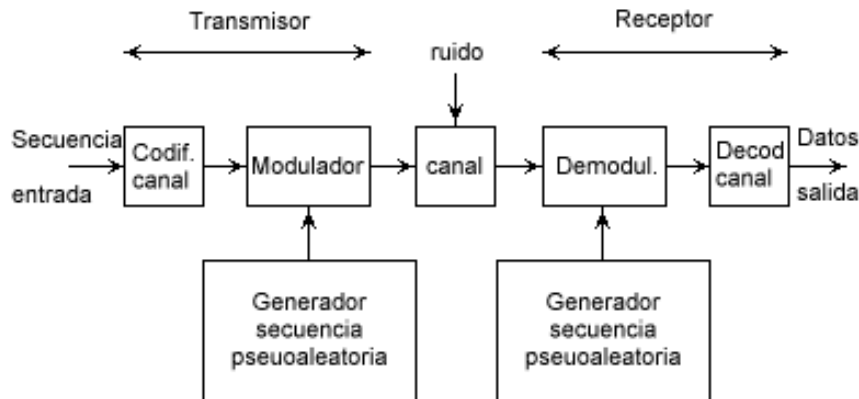 Transmisor
Receptor
ruido
Secuencia
entrada
Codif.
canal
Modulador
canal
Demodul.
Decod
canal
Datos
salida
Generador
secuencia
pseuoaleatoria
Generador
secuencia
pseuoaleatoria